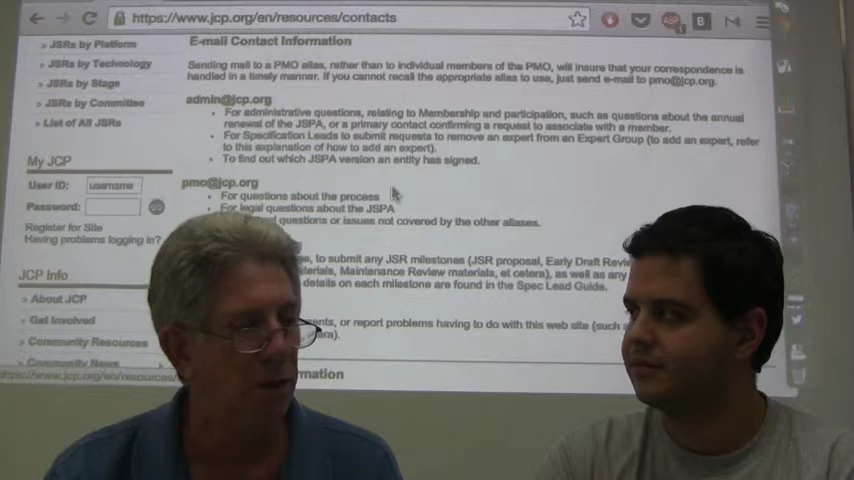 https://www.jcp.org/en/resources/contacts
ASP
B
» JSRs by Platform
» JSRs by Technology
» JSRs by Stage
» JSRs by Committee
» List of All JSRs
My JCP
User ID: username
Password:
Register for Site
Having problems logging in?
JCP Info
» About JCP
» Get Involved
» Community Resources
» Community News
https://www.jcp.org/en/resources/
E-mail Contact Information
Sending mail to a PMO alias, rather than to individual members of the PMO, will insure that your correspondence is
handled in a timely manner. If you cannot recall the appropriate alias to use, just send e-mail to pmo@jcp.org.
admin@jcp.org
• For administrative questions, relating to Membership and participation, such as questions about the annual
renewal of the JSPA, or a primary contact confirming a request to associate with a member.
• For Specification Leads to submit requests to remove an expert from an Expert Group (to add an expert, refer
to this explanation of how to add an expert).
• To find out which JSPA version an entity has signed.
pmo@jcp.org
• For questions about the process
• For legal questions about the JSPA
questions or issues not covered by the other aliases.
to submit any JSR milestones (JSR proposal, Early Draft
Maintenance Review materials, et cetera), as well as any
details on each milestone are found in the Spec Lead Guide.
or report problems having to do with this web site (such